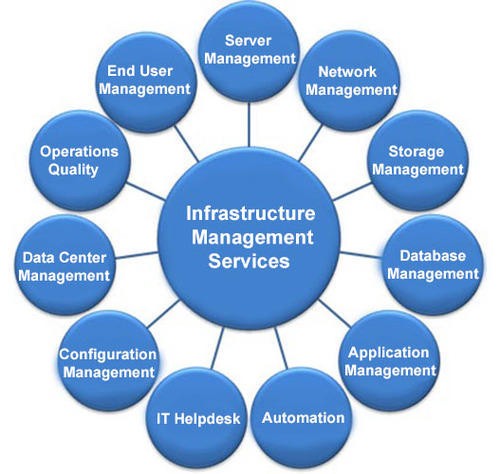 Server
Management
Network
Management
Storage
Management
Database
Management
Application
Management
Automation
IT Helpdesk
Configuration
Management
Data Center
Management
Operations
Quality
End User
Management
Infrastructure
Management
Services